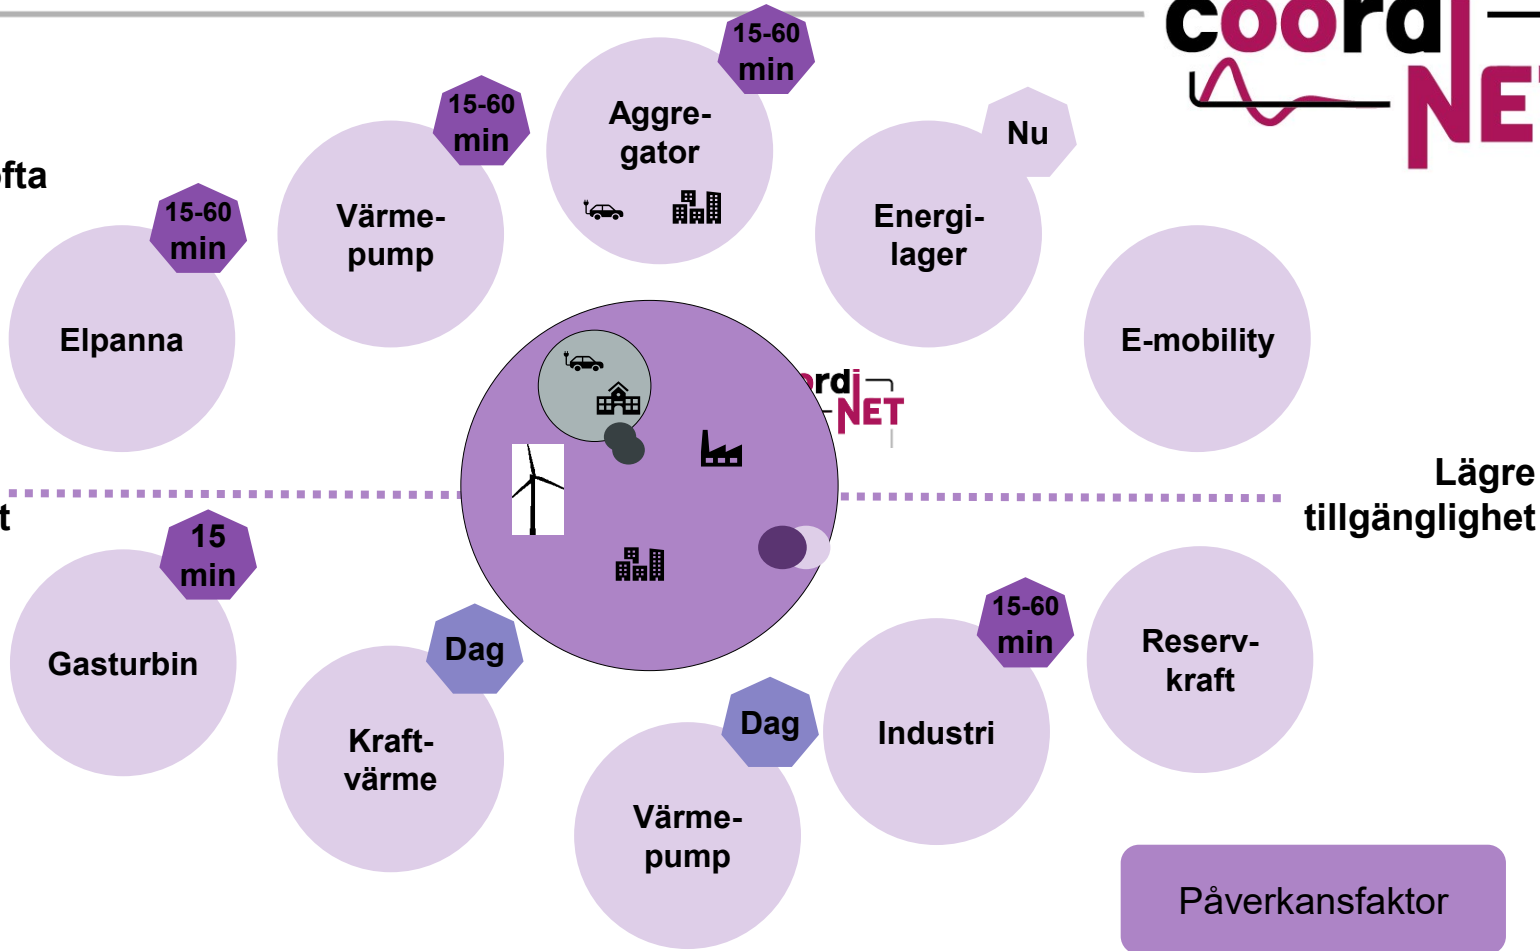 coordi
NET
15-60
min
Aggre-
gator
15-60
min
Värme-
pump
Nu
Energi-
lager
ofta
15-60
min
Elpanna
E-mobility
ordi
NET
Lägre
tillgänglighet
t
15
min
Gasturbin
Dag
Kraft-
värme
Dag
Värme-
pump
15-60
min
Industri
Reserv-
kraft
Påverkansfaktor